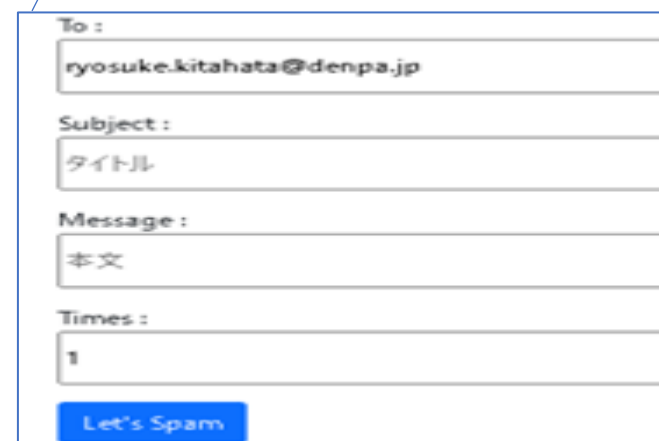 To :
ryosuke.kitahata@denpa.jp
Subject :
タイトル
Message :
本文
Times :
1
Let's Spam